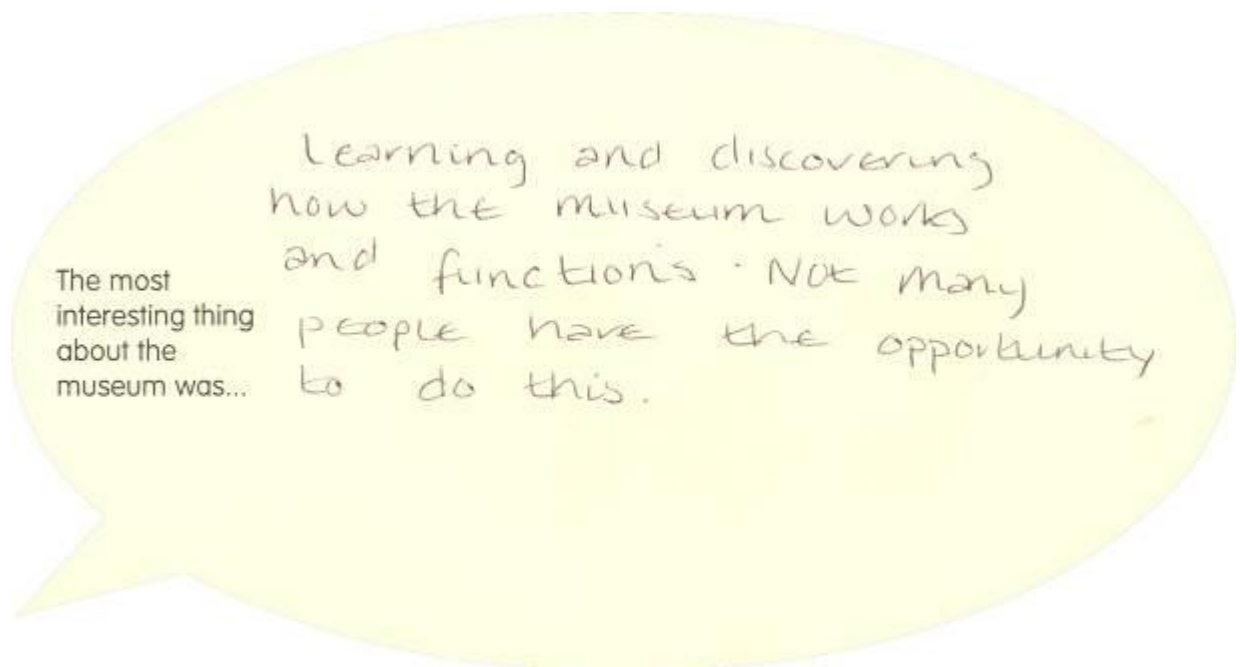 The most
interesting thing
about the
museum was...
Learning and discovering
how the museum works
and functions. Not many
people have the opportunity
to do this.